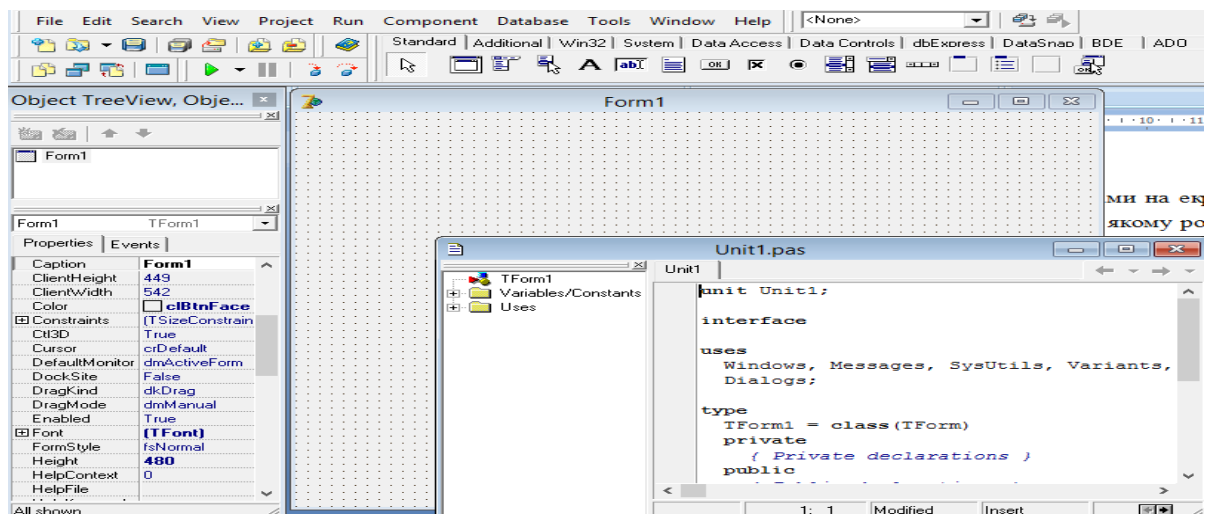 File Edit Search View Project Run Component Database Tools Window Help <None>
Standard Additional Win32 System Data Access Data Controls dbExpress DataSnap BDE ADO
Object TreeView, Obje...
Form1
Form1
Form1 TForm1
Properties Events
Caption Form1
ClientHeight 449
ClientWidth 542
Color clBtnFace
Constraints (TSizeConstrain
Ctl3D True
Cursor crDefault
DefaultMonitor dmActiveForm
DockSite False
DragKind dkDrag
DragMode dmManual
Enabled True
Font (TFont)
FormStyle fsNormal
Height 480
HelpContext 0
HelpFile
All shown
Form1
· 1 · 10 · 1 · 11
ми на ек
якому ро
Unit1.pas
TForm1
Variables/Constants
Uses
Unit1
unit Unit1;
interface
uses
Windows, Messages, SysUtils, Variants,
Dialogs;
type
TForm1 = class(TForm)
private
{ Private declarations }
public
1: 1 Modified Insert